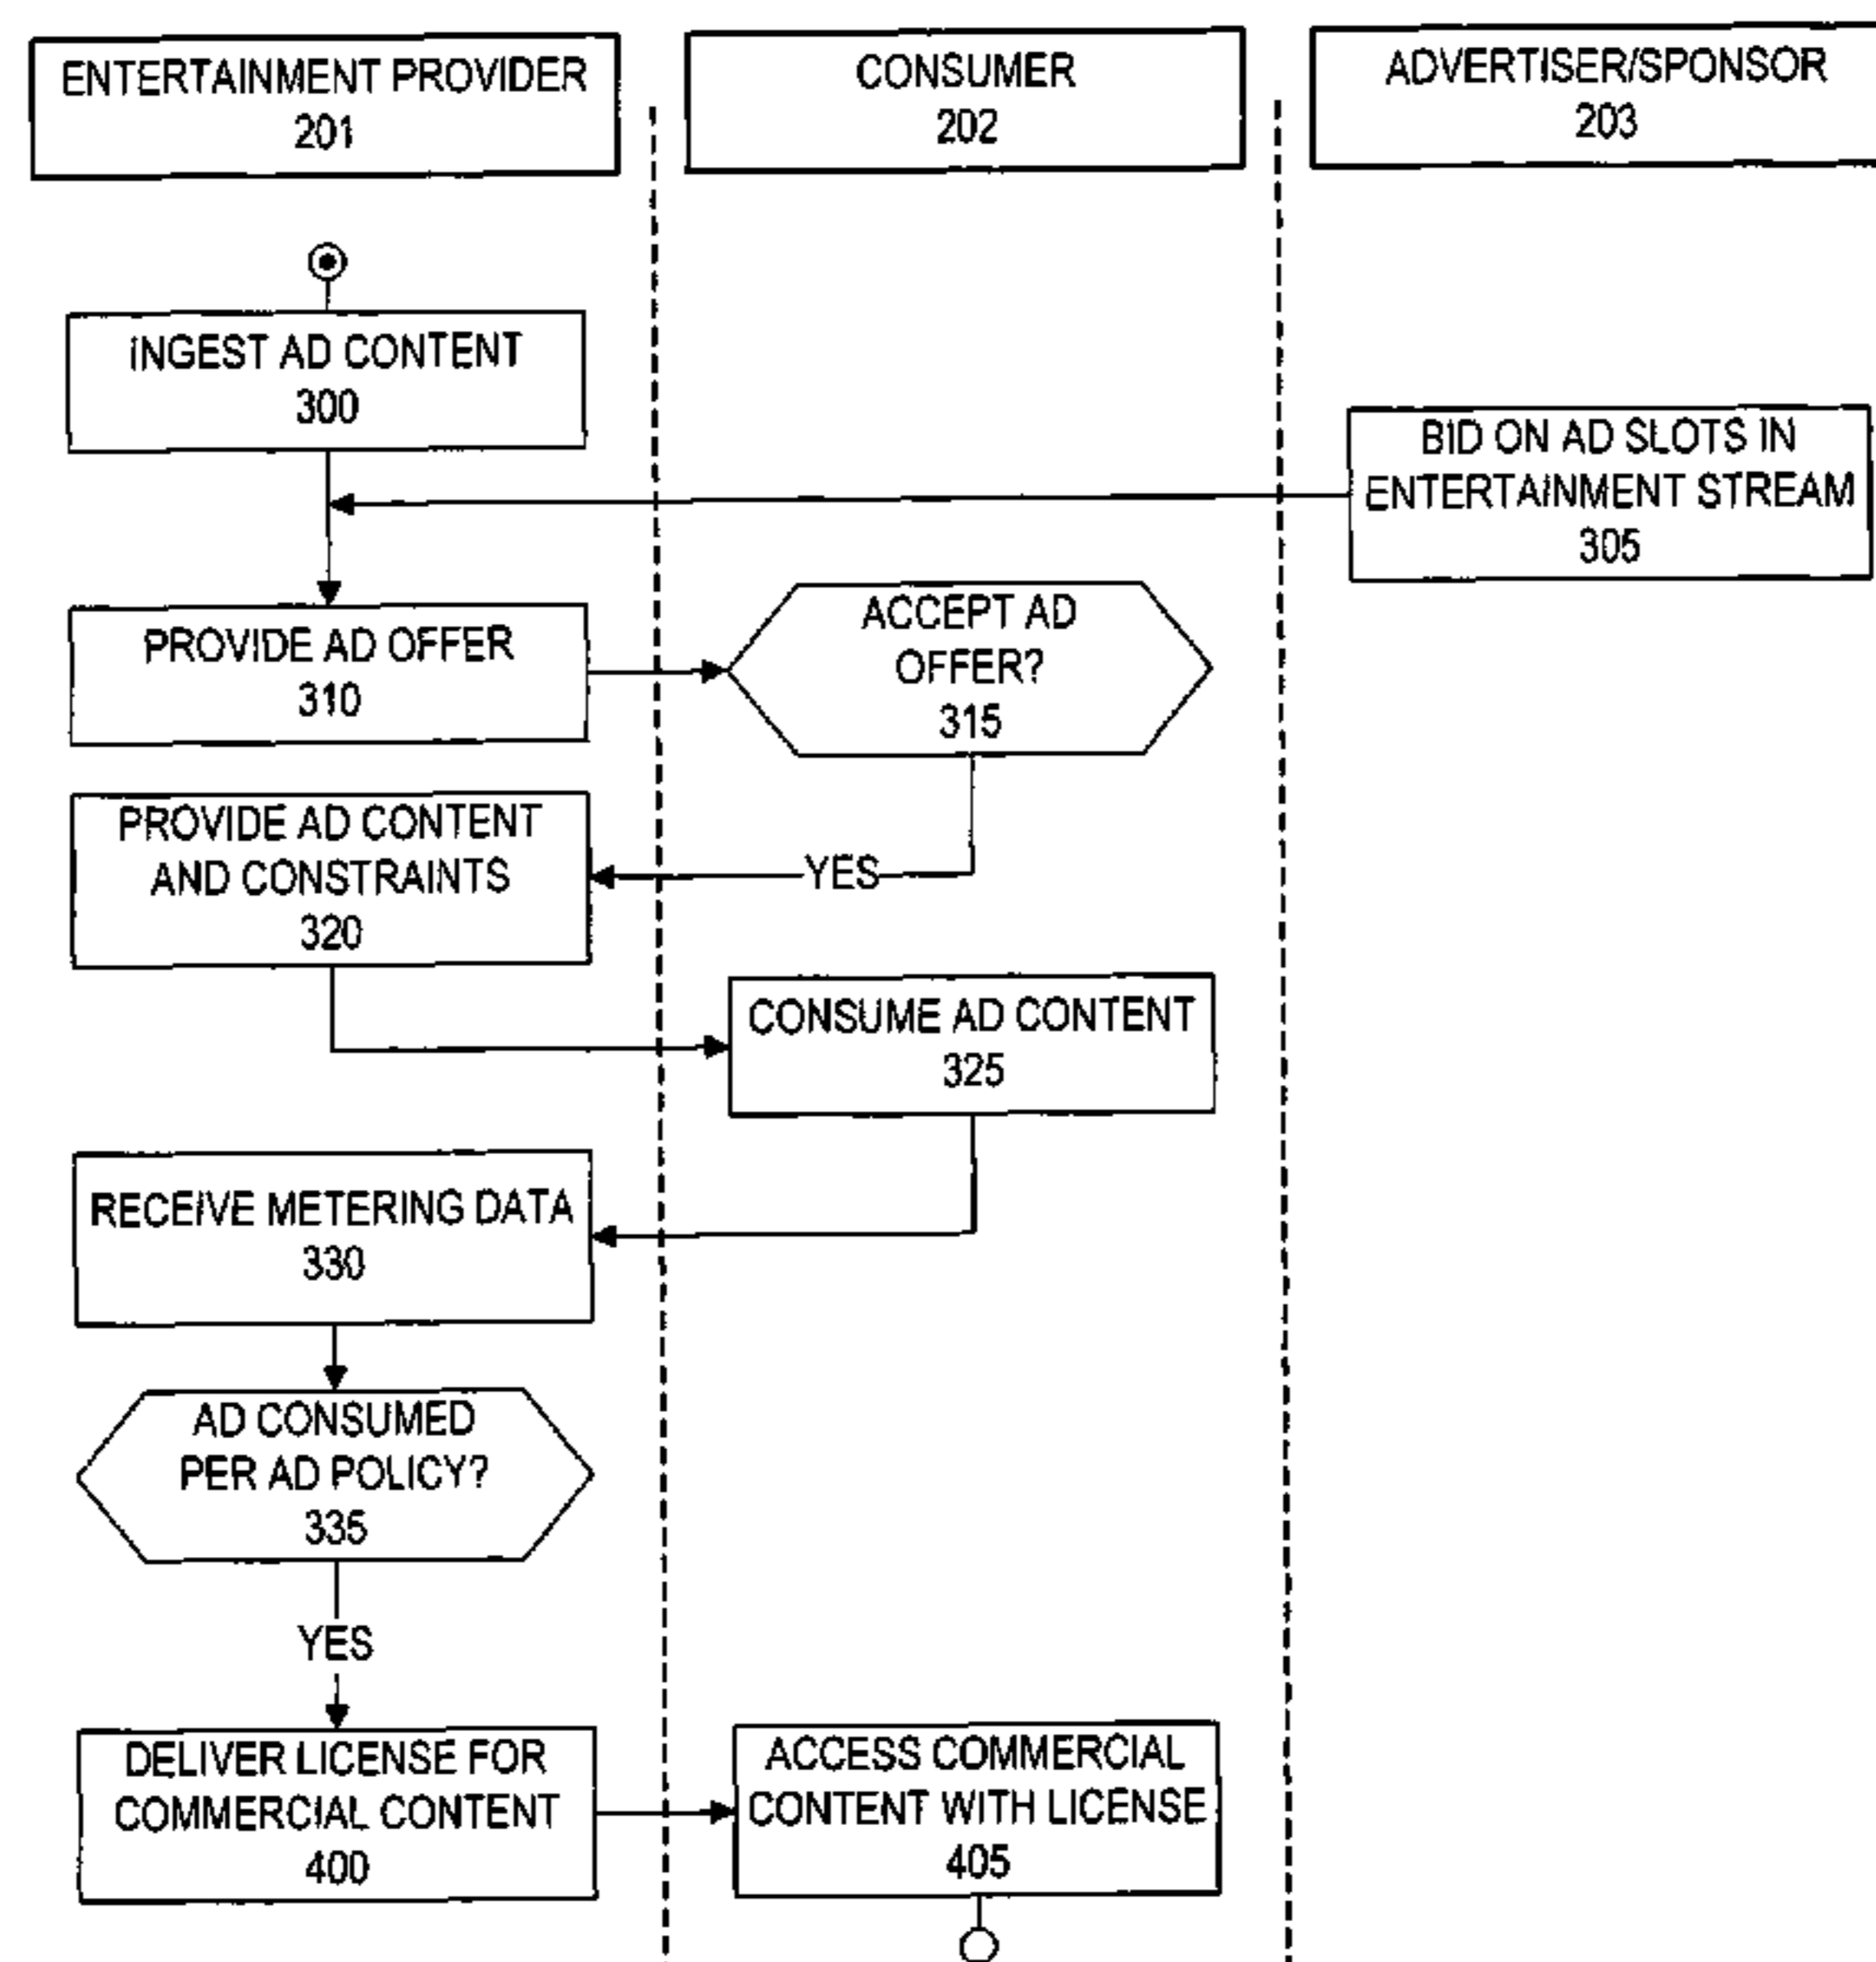 ENTERTAINMENT PROVIDER
201
CONSUMER
202
ADVERTISER/SPONSOR
203
INGEST AD CONTENT
300
BID ON AD SLOTS IN
ENTERTAINMENT STREAM
305
PROVIDE AD OFFER
310
ACCEPT AD
OFFER?
315
PROVIDE AD CONTENT
AND CONSTRAINTS
320
YES
CONSUME AD CONTENT
325
RECEIVE METERING DATA
330
AD CONSUMED
PER AD POLICY?
335
YES
DELIVER LICENSE FOR
COMMERCIAL CONTENT
400
ACCESS COMMERCIAL
CONTENT WITH LICENSE
405